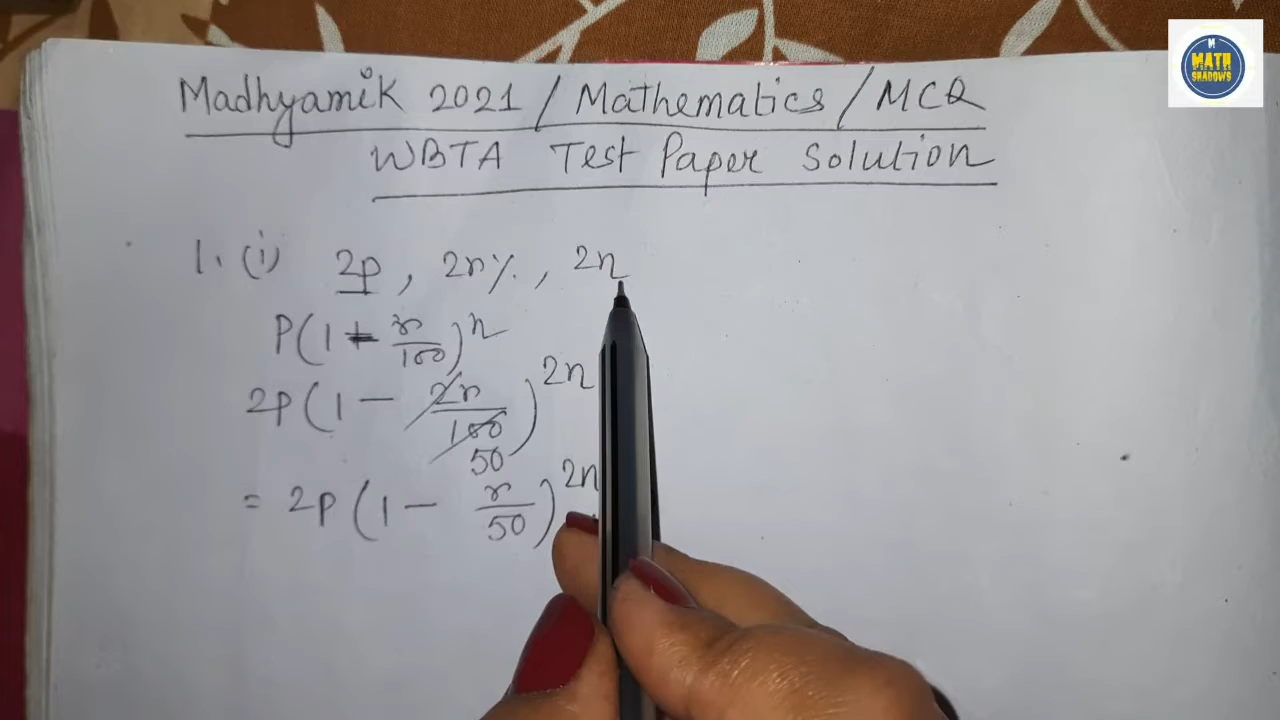 M
MATH
SHADOWS
Madhyamik 2021 / Mathematics / MCQ
WBTA Test Paper Solution
1. (i) 2p, 2r%, 2n
P(1 + r/100)^n
2P(1 - 2r/100)^2n
50
= 2P(1 - r/50)^2n